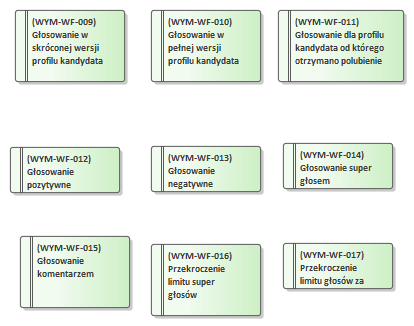 (WYM-WF-009)
Głosowanie w
skróconej wersji
profilu kandydata
(WYM-WF-010)
Głosowanie w
pełnej wersji
profilu kandydata
(WYM-WF-011)
Głosowanie dla profilu
kandydata od którego
otrzymano polubienie
(WYM-WF-012)
Głosowanie
pozytywne
(WYM-WF-013)
Głosowanie
negatywne
(WYM-WF-014)
Głosowanie super
głosem
(WYM-WF-015)
Głosowanie
komentarzem
(WYM-WF-016)
Przekroczenie
limitu super
głosów
(WYM-WF-017)
Przekroczenie
limitu głosów za